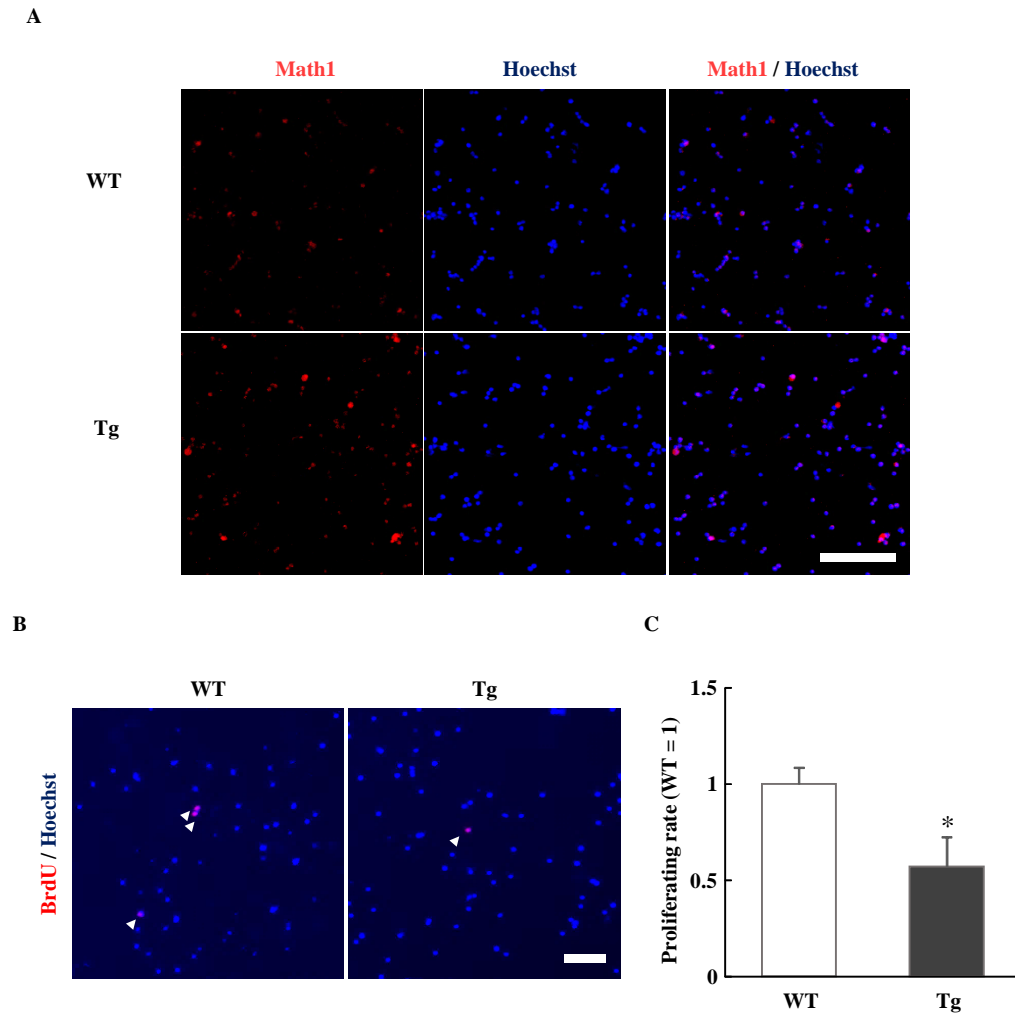 A
Math1 Hoechst Math1 / Hoechst
WT
Tg
B
C
WT Tg
BrdU / Hoechst
Proliferating rate (WT = 1)
1.5
1
0.5
0
*
WT Tg